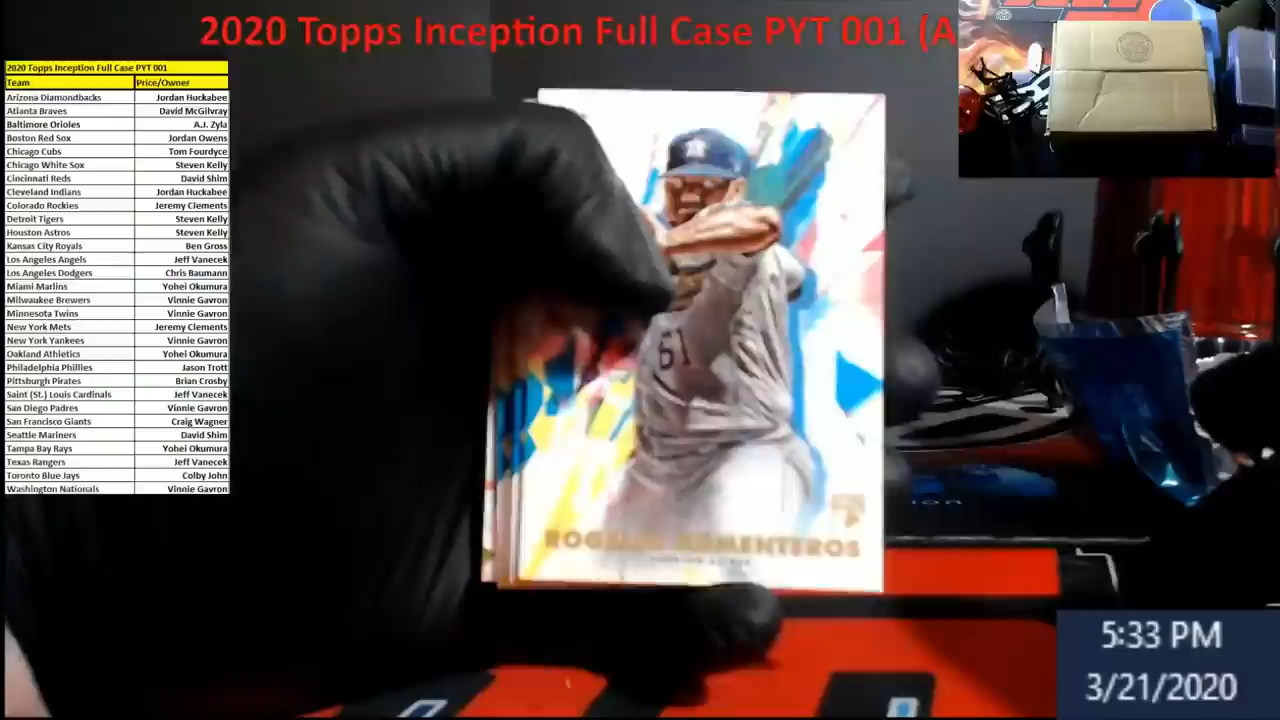 2020 Topps Inception Full Case PYT 001 (A
2020 Topps Inception Full Case PYT 001
Team Price/Owner
Arizona Diamondbacks Jordan Huckabee
Atlanta Braves David McGilvray
Baltimore Orioles A.J. Zyla
Boston Red Sox Jordan Owens
Chicago Cubs Tom Fourdyce
Chicago White Sox Steven Kelly
Cincinnati Reds David Shim
Cleveland Indians Jordan Huckabee
Colorado Rockies Jeremy Clements
Detroit Tigers Steven Kelly
Houston Astros Steven Kelly
Kansas City Royals Ben Gross
Los Angeles Angels Jeff Vanecek
Los Angeles Dodgers Chris Baumann
Miami Marlins Yohei Okumura
Milwaukee Brewers Vinnie Gavron
Minnesota Twins Vinnie Gavron
New York Mets Jeremy Clements
New York Yankees Vinnie Gavron
Oakland Athletics Yohei Okumura
Philadelphia Phillies Jason Trott
Pittsburgh Pirates Brian Crosby
Saint (St.) Louis Cardinals Jeff Vanecek
San Diego Padres Vinnie Gavron
San Francisco Giants Craig Wagner
Seattle Mariners David Shim
Tampa Bay Rays Yohei Okumura
Texas Rangers Jeff Vanecek
Toronto Blue Jays Colby John
Washington Nationals Vinnie Gavron
61
ARMENTEROS
5:33 PM
3/21/2020